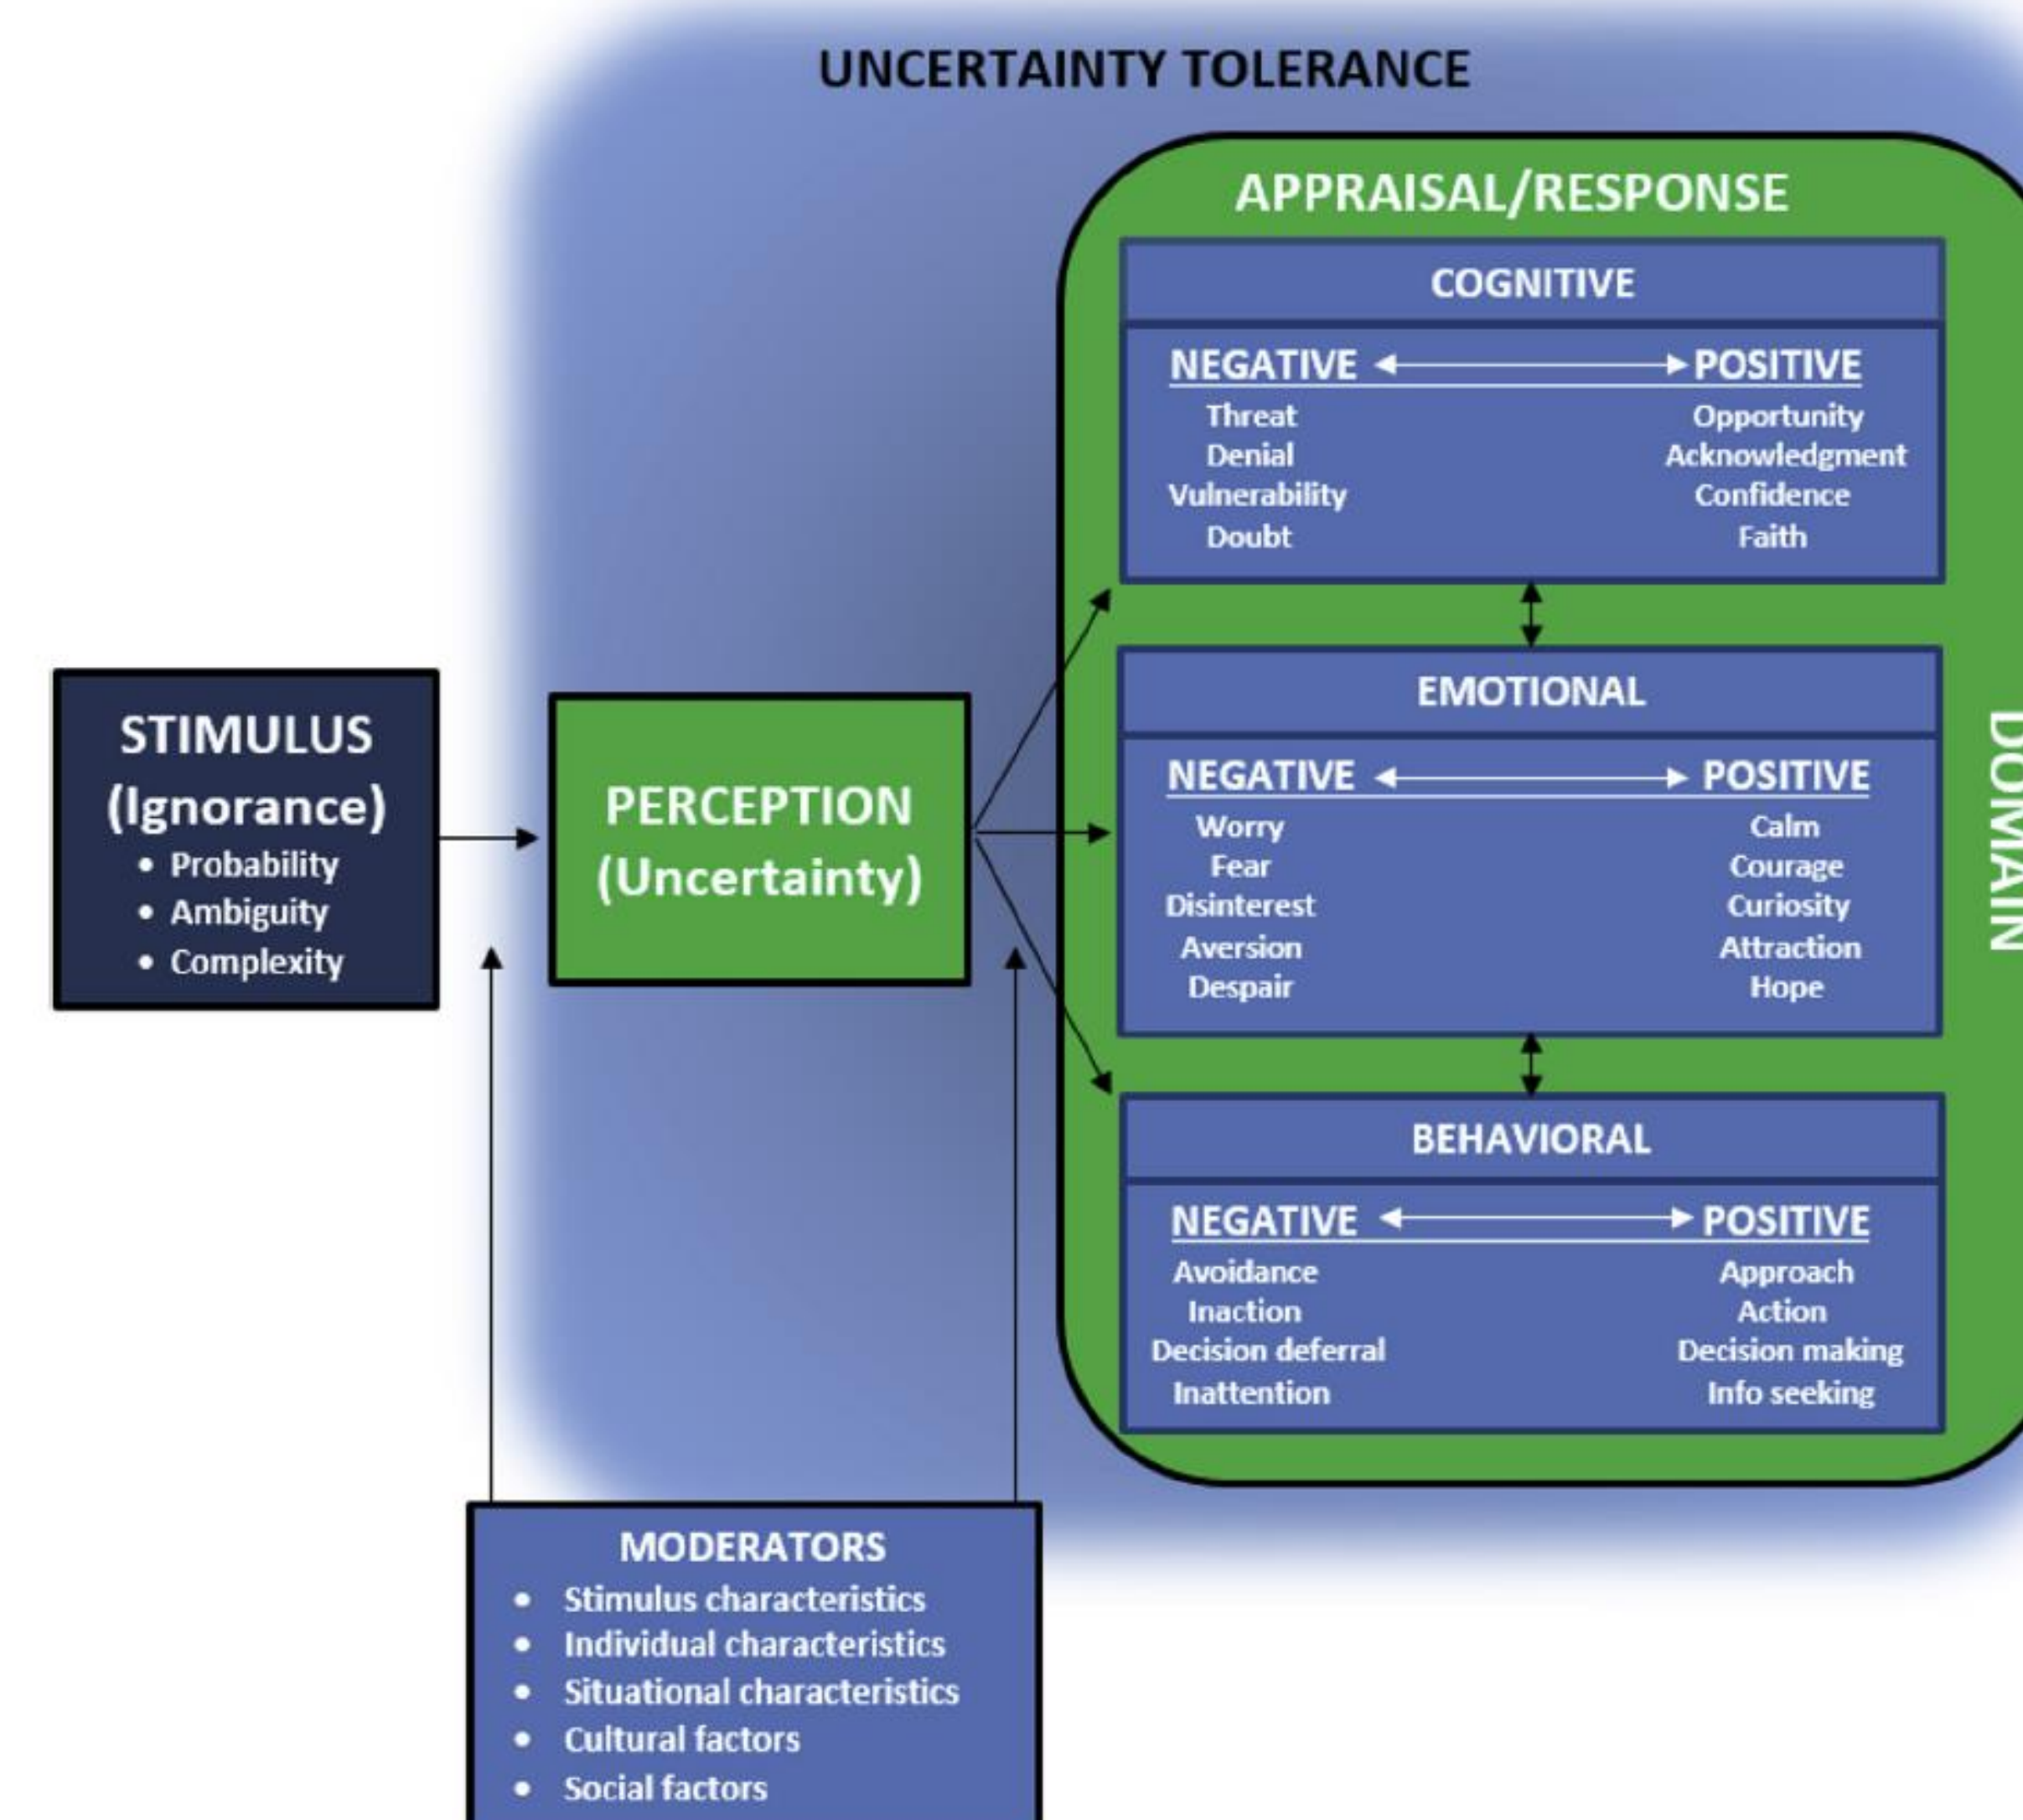 UNCERTAINTY TOLERANCE
APPRAISAL/RESPONSE
COGNITIVE
NEGATIVE POSITIVE
Threat Opportunity
Denial Acknowledgment
Vulnerability Confidence
Doubt Faith
STIMULUS
(Ignorance)
• Probability
• Ambiguity
• Complexity
PERCEPTION
(Uncertainty)
EMOTIONAL
NEGATIVE POSITIVE
Worry Calm
Fear Courage
Disinterest Curiosity
Aversion Attraction
Despair Hope
DOMAIN
BEHAVIORAL
NEGATIVE POSITIVE
Avoidance Approach
Inaction Action
Decision deferral Decision making
Inattention Info seeking
MODERATORS
• Stimulus characteristics
• Individual characteristics
• Situational characteristics
• Cultural factors
• Social factors